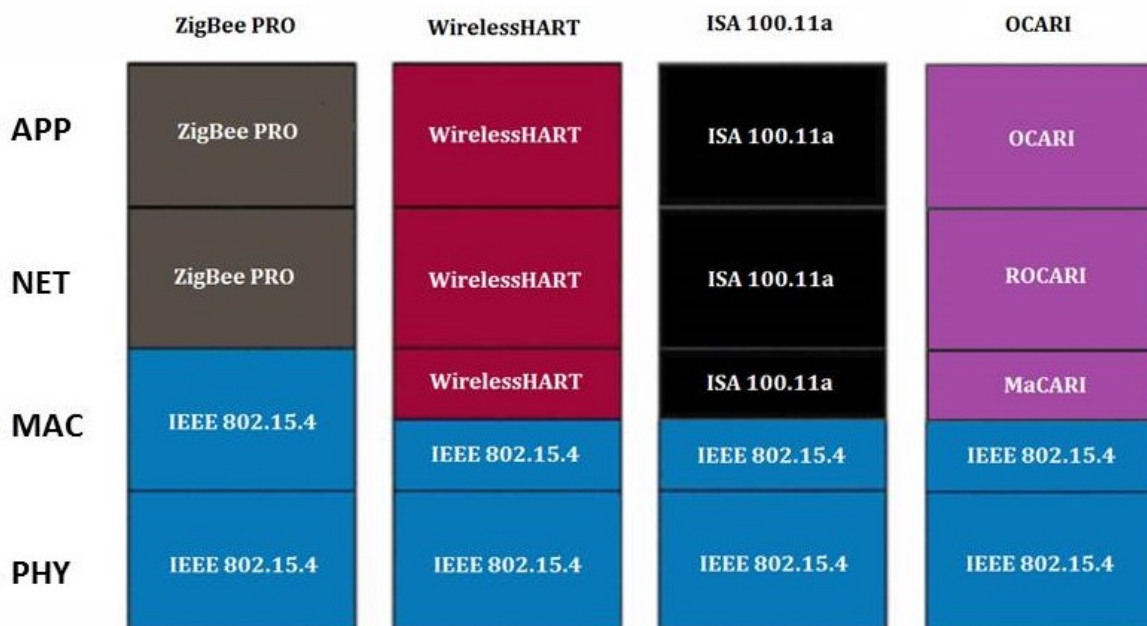 ZigBee PRO WirelessHART ISA 100.11a OCARI
APP ZigBee PRO WirelessHART ISA 100.11a OCARI
NET ZigBee PRO WirelessHART ISA 100.11a ROCARI
WirelessHART ISA 100.11a MaCARI
MAC IEEE 802.15.4
IEEE 802.15.4 IEEE 802.15.4 IEEE 802.15.4
PHY IEEE 802.15.4 IEEE 802.15.4 IEEE 802.15.4 IEEE 802.15.4